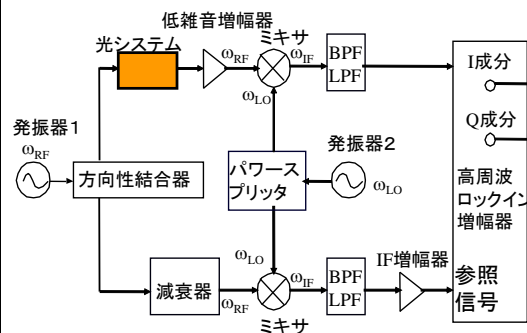 低雑音増幅器
光システム
ωRF
ミキサ
ωIF
BPF
LPF
ωLO
I成分
Q成分
発振器1
ωRF
方向性結合器
パワース
プリッタ
発振器2
ωLO
高周波
ロックイン
増幅器
ωLO
減衰器
ωRF
ミキサ
ωIF
BPF
LPF
IF増幅器
参照
信号